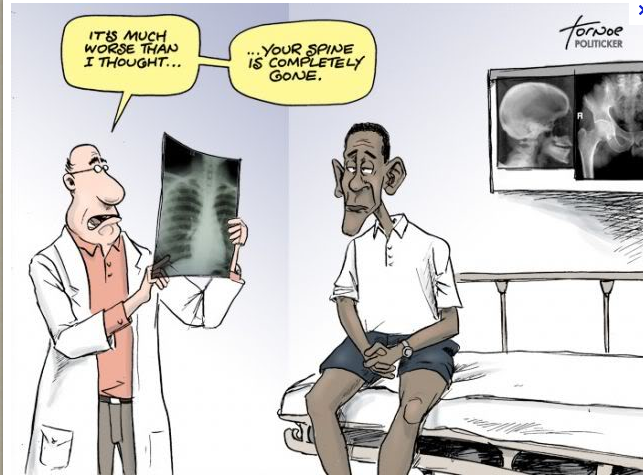 IT'S MUCH
WORSE THAN
I THOUGHT...
...YOUR SPINE
IS COMPLETELY
GONE.
Tornoe
POLITICKER
R